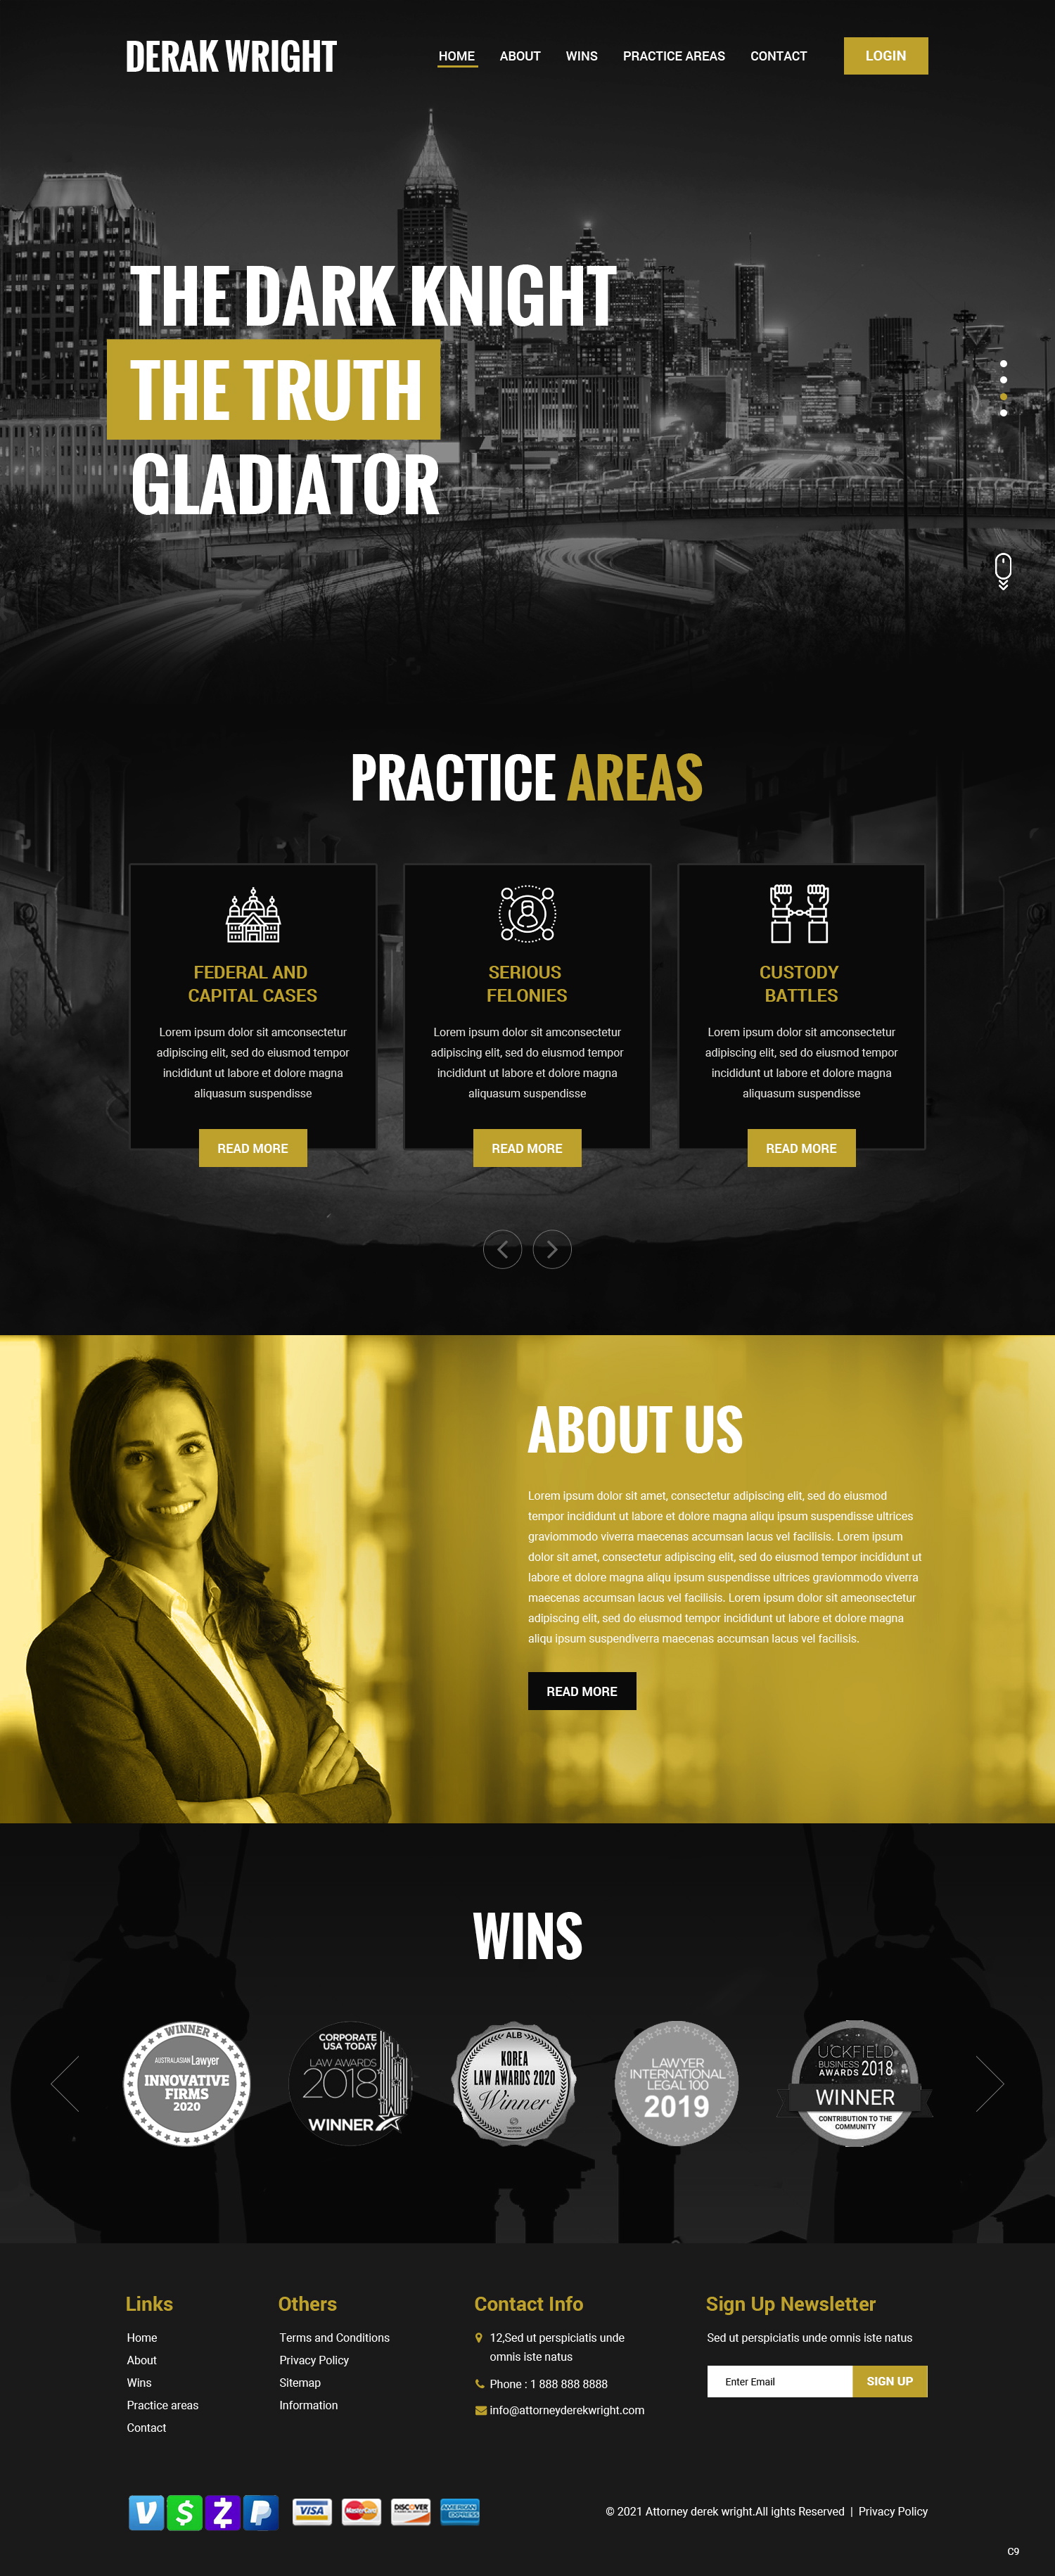 DERAK WRIGHT
HOME ABOUT WINS PRACTICE AREAS CONTACT LOGIN
THE DARK KNIGHT
THE TRUTH
GLADIATOR
PRACTICE AREAS
FEDERAL AND
CAPITAL CASES
Lorem ipsum dolor sit amconsectetur
adipiscing elit, sed do eiusmod tempor
incididunt ut labore et dolore magna
aliquasum suspendisse
READ MORE
SERIOUS
FELONIES
Lorem ipsum dolor sit amconsectetur
adipiscing elit, sed do eiusmod tempor
incididunt ut labore et dolore magna
aliquasum suspendisse
READ MORE
CUSTODY
BATTLES
Lorem ipsum dolor sit amconsectetur
adipiscing elit, sed do eiusmod tempor
incididunt ut labore et dolore magna
aliquasum suspendisse
READ MORE
ABOUT US
Lorem ipsum dolor sit amet, consectetur adipiscing elit, sed do eiusmod
tempor incididunt ut labore et dolore magna aliqu ipsum suspendisse ultrices
graviommodo viverra maecenas accumsan lacus vel facilisis. Lorem ipsum
dolor sit amet, consectetur adipiscing elit, sed do eiusmod tempor incididunt ut
labore et dolore magna aliqu ipsum suspendisse ultrices graviommodo viverra
maecenas accumsan lacus vel facilisis. Lorem ipsum dolor sit ameonsectetur
adipiscing elit, sed do eiusmod tempor incididunt ut labore et dolore magna
aliqu ipsum suspendiverra maecenas accumsan lacus vel facilisis.
READ MORE
WINS
WINNER
AUSTRALASIAN Lawyer
INNOVATIVE
FIRMS
2020
CORPORATE
USA TODAY
LAW AWARDS
2018
WINNER
ALB
KOREA
LAW AWARDS 2020
Winner
LAWYER
INTERNATIONAL
LEGAL 100
2019
UCKFIELD
BUSINESS 2018
AWARDS
WINNER
CONTRIBUTION TO THE
COMMUNITY
Links
Home
About
Wins
Practice areas
Contact
Others
Terms and Conditions
Privacy Policy
Sitemap
Information
Contact Info
12,Sed ut perspiciatis unde
omnis iste natus
Phone : 1 888 888 8888
info@attorneyderekwright.com
Sign Up Newsletter
Sed ut perspiciatis unde omnis iste natus
Enter Email SIGN UP
VISA MasterCard DISCOVER AMERICAN EXPRESS
© 2021 Attorney derek wright.All ights Reserved | Privacy Policy
C9